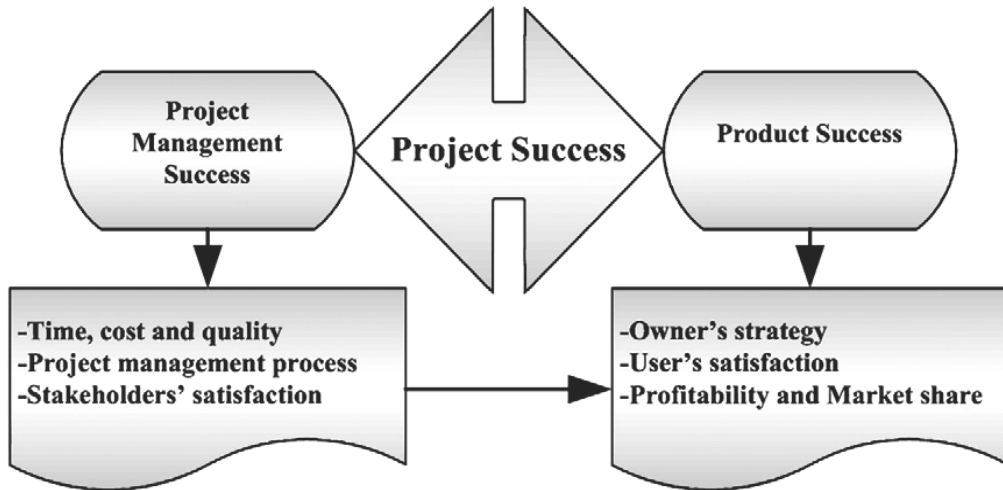 Project
Management
Success
Project Success
Product Success
-Time, cost and quality
-Project management process
-Stakeholders’ satisfaction
-Owner’s strategy
-User’s satisfaction
-Profitability and Market share